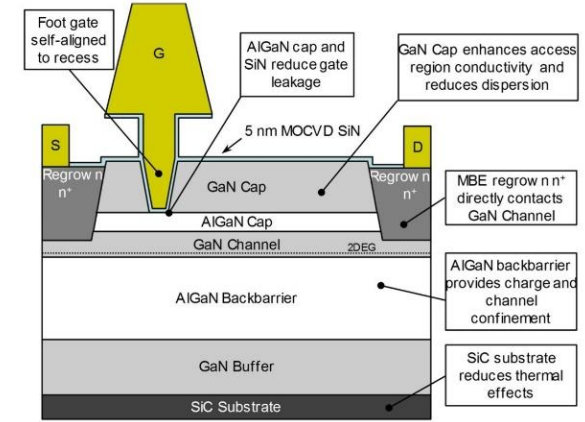 Foot gate
self-aligned
to recess
G
AlGaN cap and
SiN reduce gate
leakage
GaN Cap enhances access
region conductivity and
reduces dispersion
5 nm MOCVD SiN
S
D
Regrow n
n+
GaN Cap
Regrow n
n+
MBE regrow n n+
directly contacts
GaN Channel
AlGaN Cap
GaN Channel
2DEG
AlGaN Backbarrier
AlGaN backbarrier
provides charge and
channel
confinement
GaN Buffer
SiC Substrate
SiC substrate
reduces thermal
effects